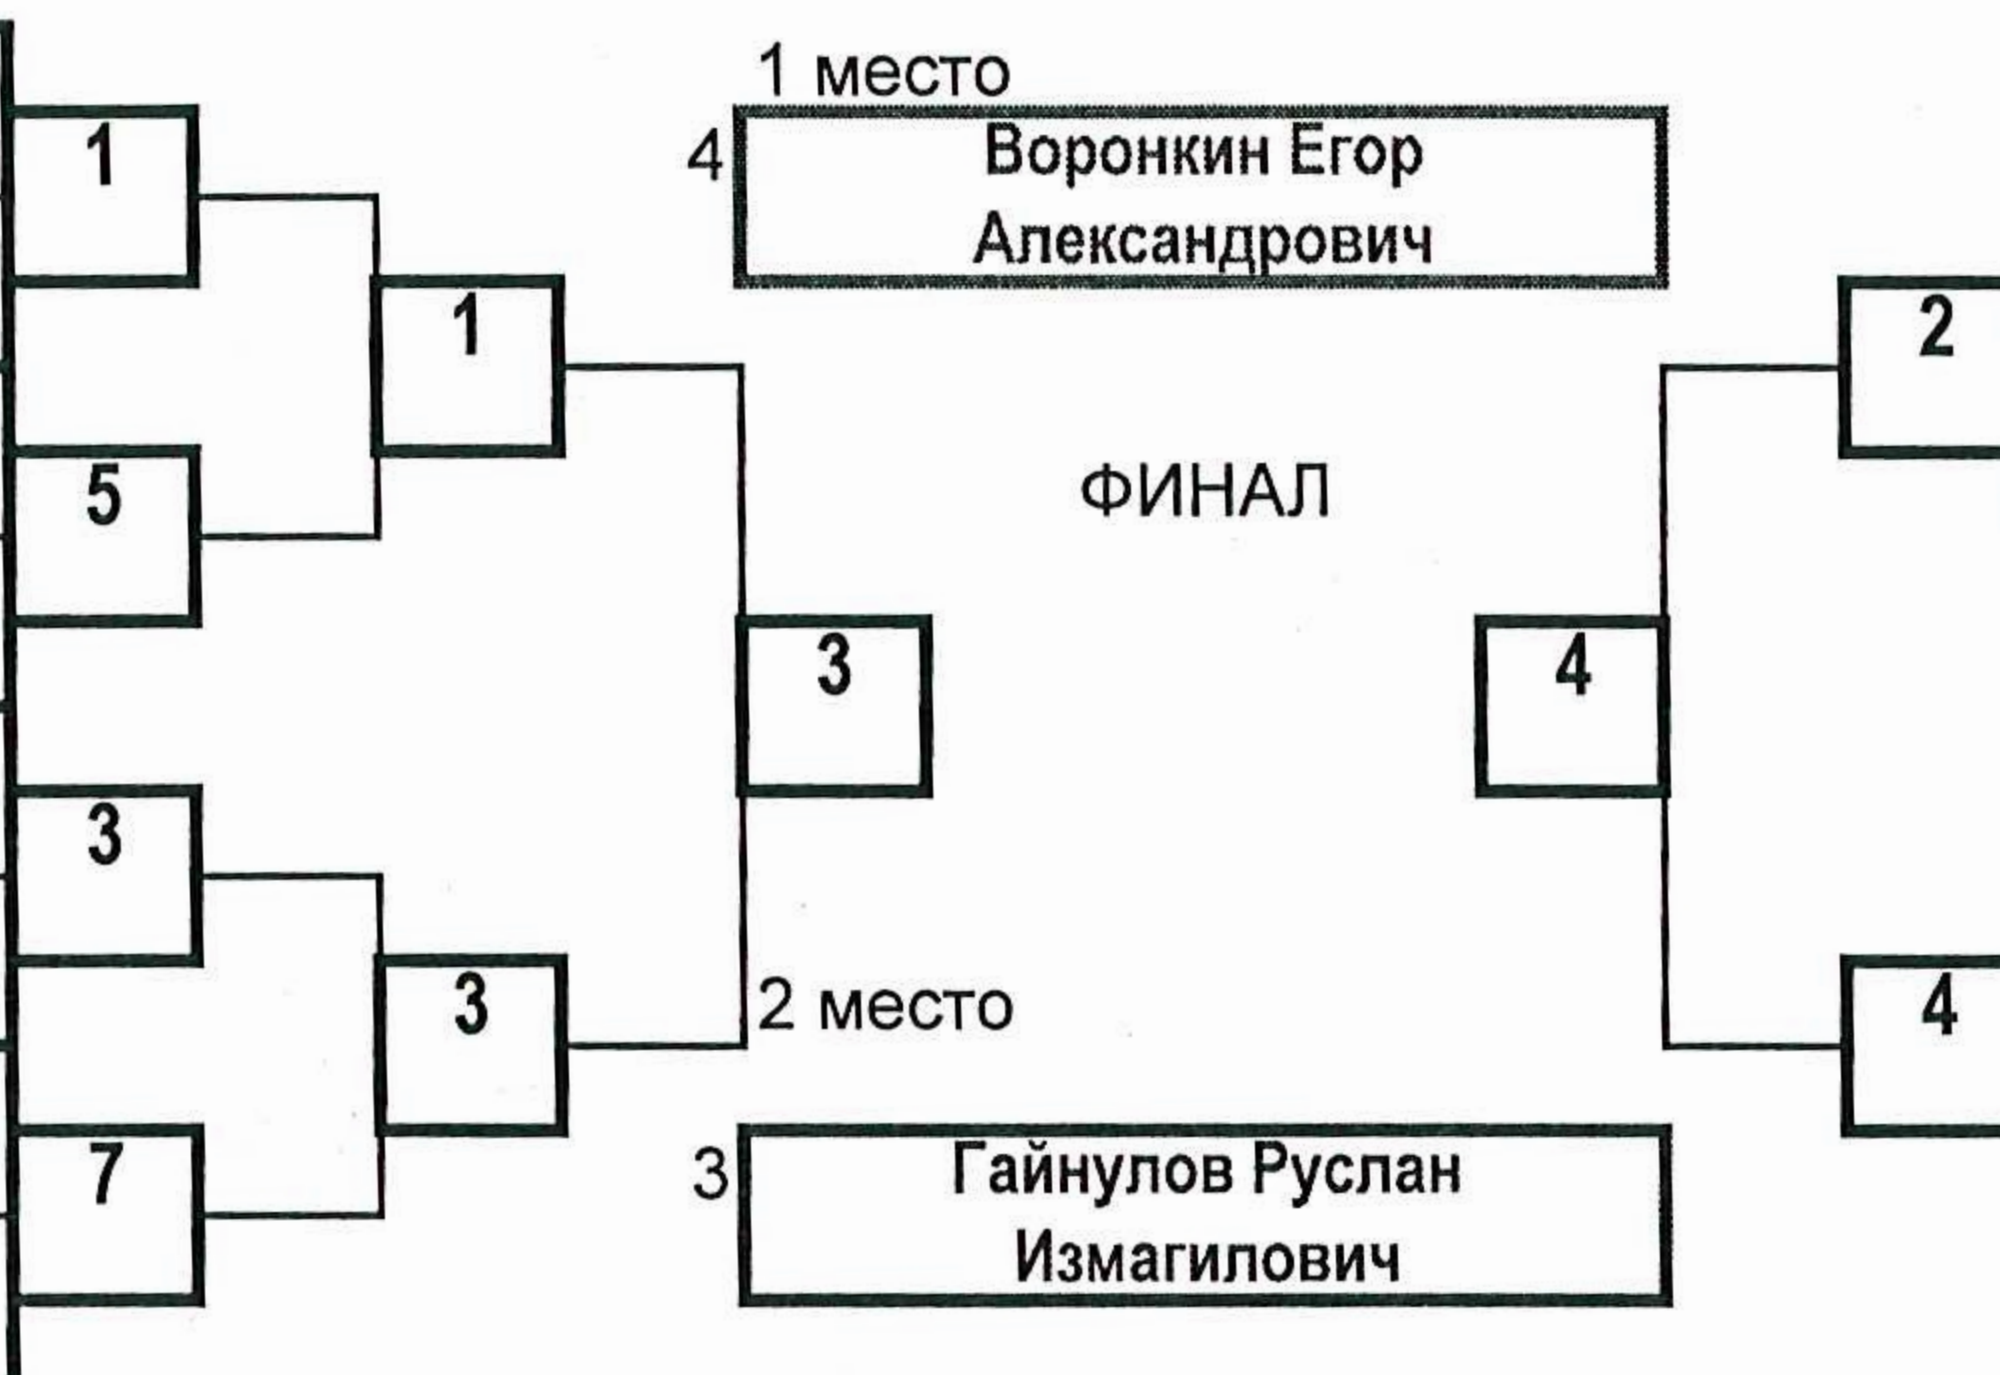 1 место
1
4
Воронкин Егор
Александрович
1
2
5
ФИНАЛ
3
4
3
3
2 место
4
7
3
Гайнулов Руслан
Измагилович